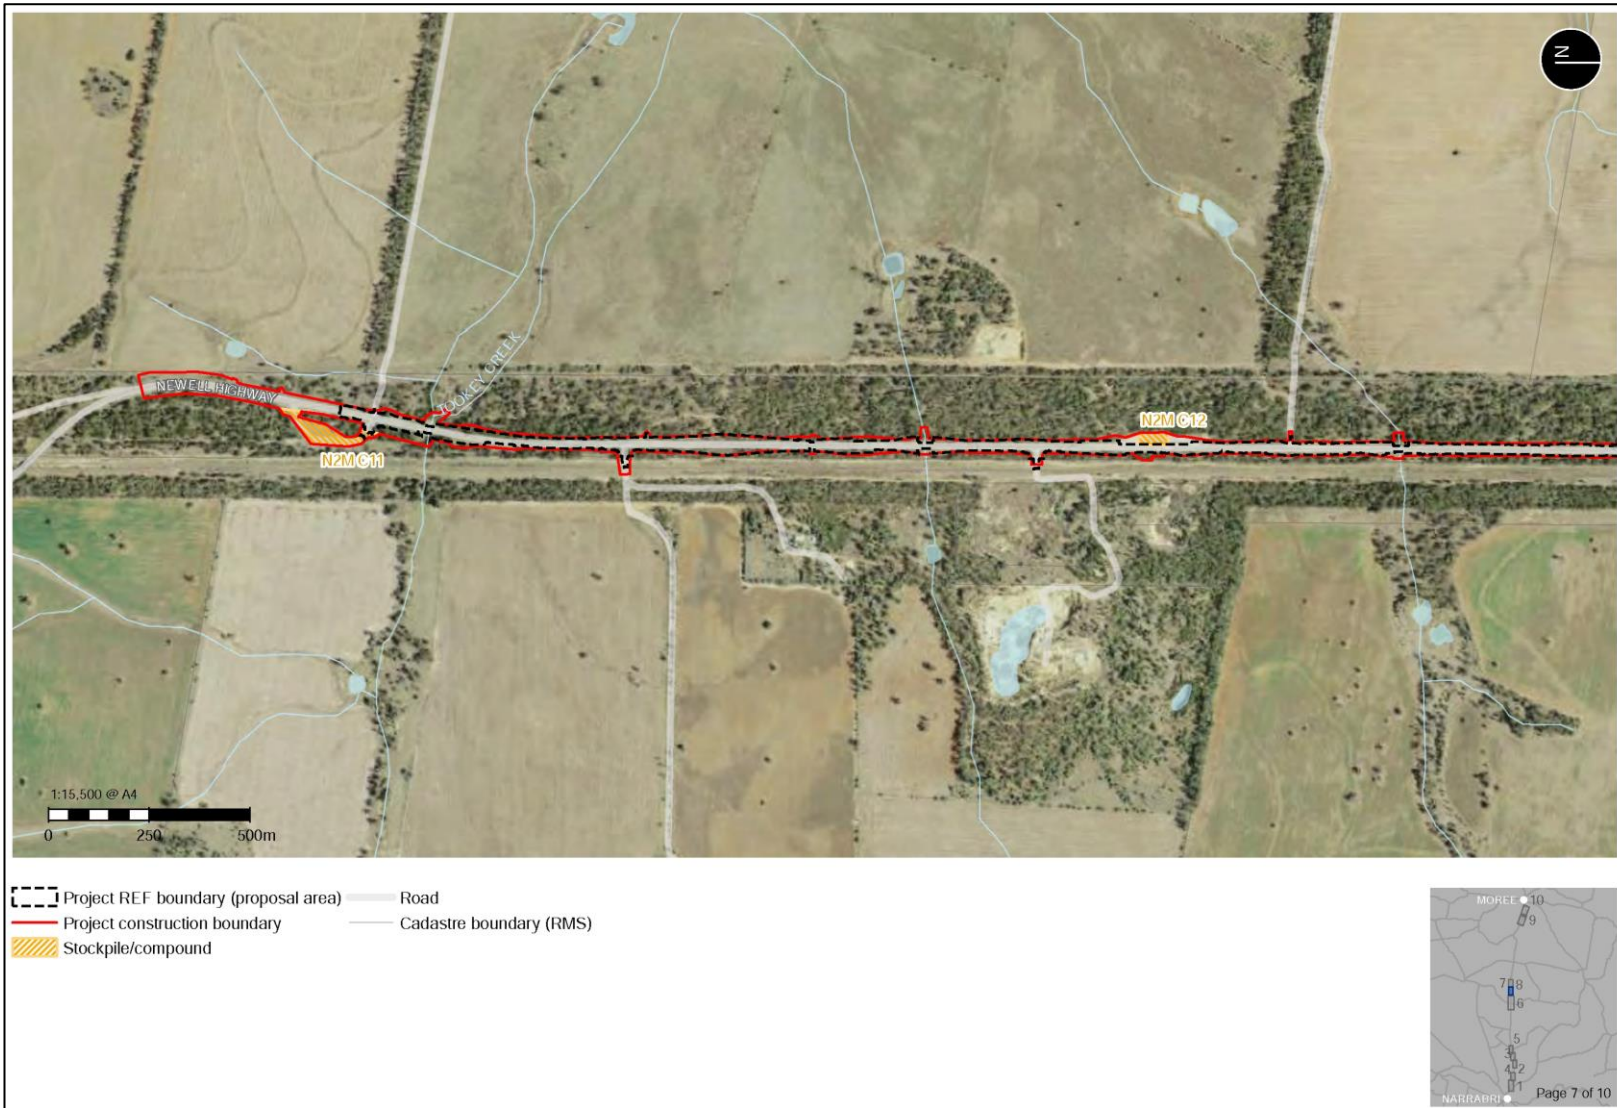 N
NEWELL HIGHWAY
TOOKEY CREEK
N2M C11
N2M C12
1:15,500 @ A4
0 250 500m
Project REF boundary (proposal area)
Project construction boundary
Stockpile/compound
Road
Cadastre boundary (RMS)
MOREE 10
9
7 8
6
5
3
4 2
1
NARRABRI
Page 7 of 10